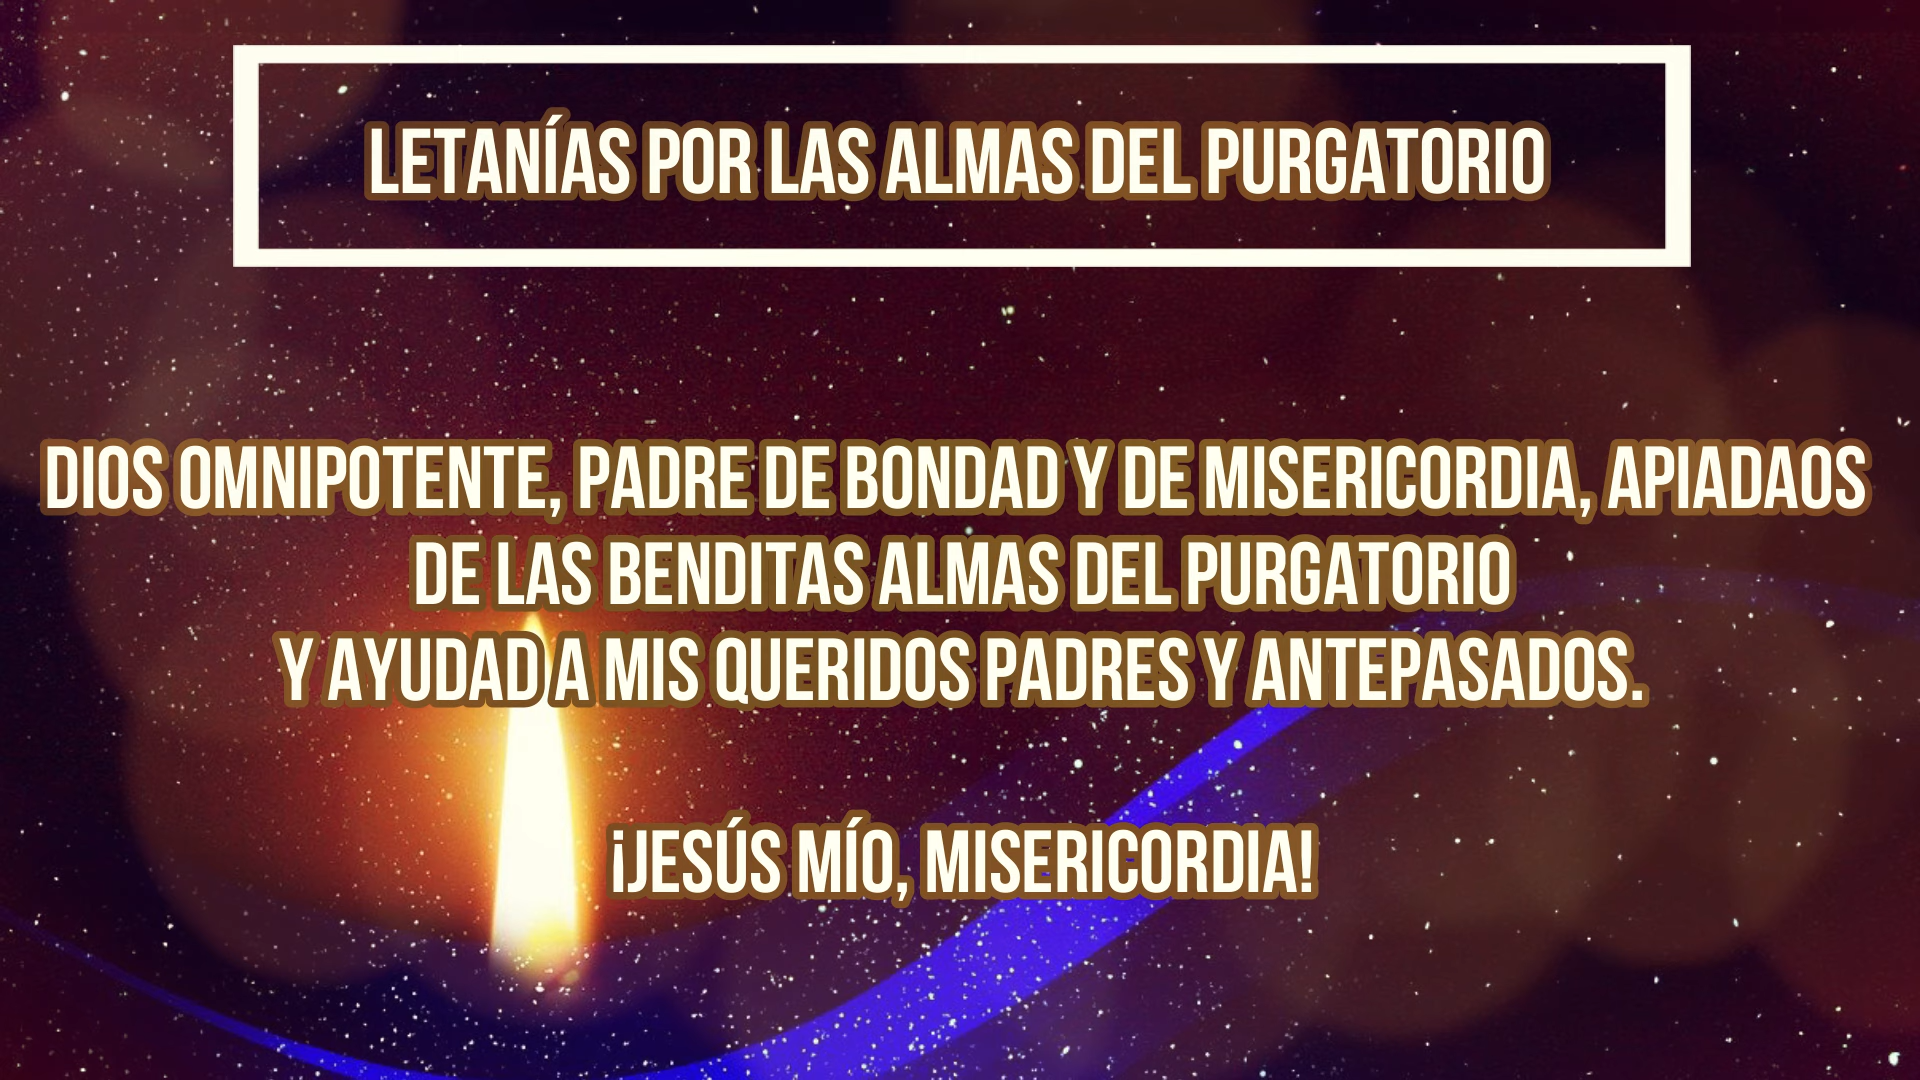 LETANÍAS POR LAS ALMAS DEL PURGATORIO
DIOS OMNIPOTENTE, PADRE DE BONDAD Y DE MISERICORDIA, APIADAOS
DE LAS BENDITAS ALMAS DEL PURGATORIO
Y AYUDAD A MIS QUERIDOS PADRES Y ANTEPASADOS.
¡JESÚS MÍO, MISERICORDIA!